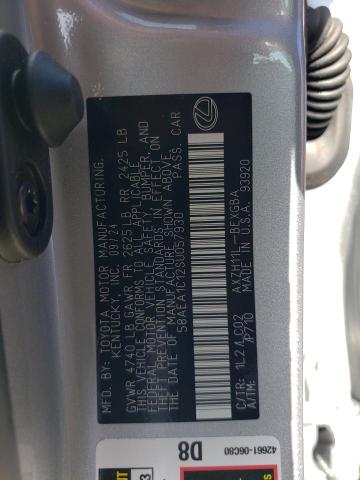 MFD. BY: TOYOTA MOTOR MANUFACTURING,
KENTUCKY, INC. 09/24
GVWR 4740 LB GAWR FR 2625 LB RR 2425 LB
THIS VEHICLE CONFORMS TO ALL APPLICABLE
FEDERAL MOTOR VEHICLE SAFETY, BUMPER, AND
THEFT PREVENTION STANDARDS IN EFFECT ON
THE DATE OF MANUFACTURE SHOWN ABOVE.
58AEA1C12SU057930 PASS. CAR
C/TR: 1L2 / LC02 AXZH11L-BEXGBA
A/TM: P710 93920
42661-06C80
D8